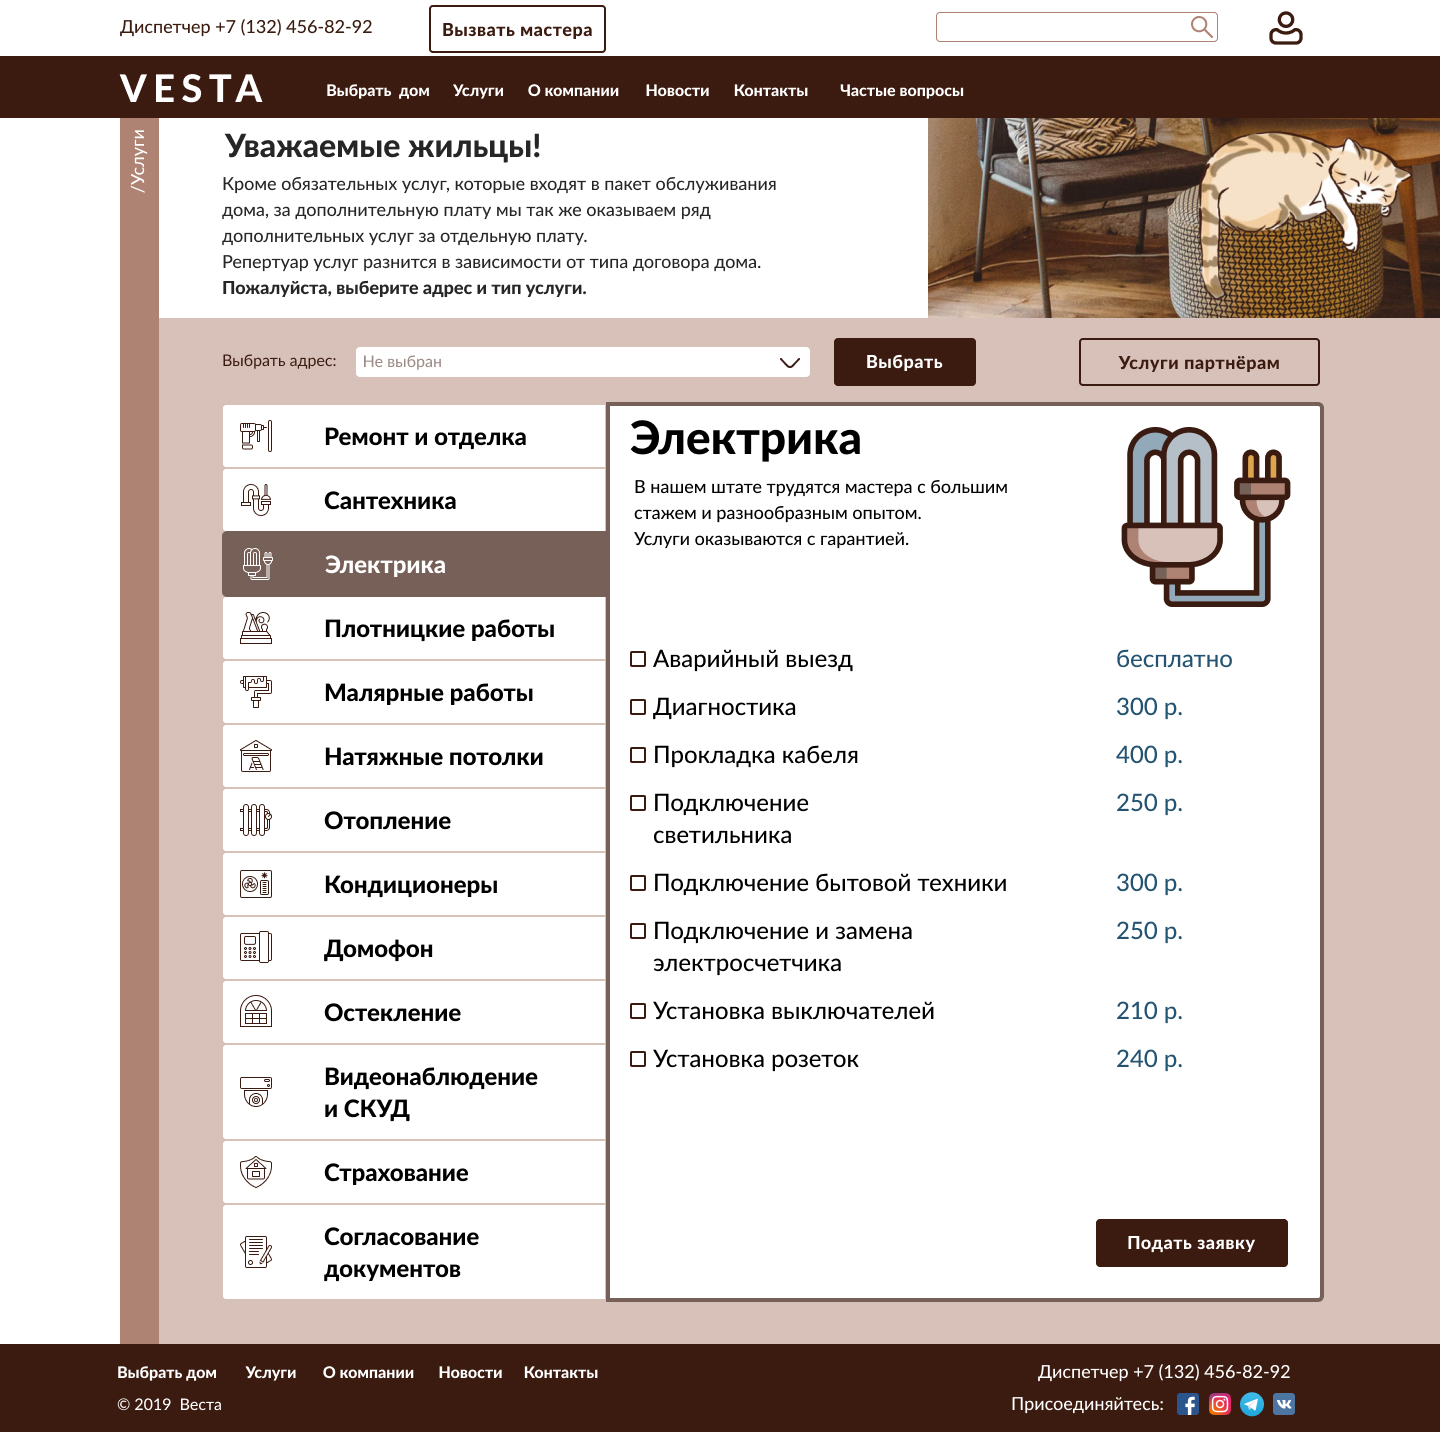 Диспетчер +7 (132) 456-82-92
Вызвать мастера
VESTA
Выбрать дом
Услуги
О компании
Новости
Контакты
Частые вопросы
/Услуги
Уважаемые жильцы!
Кроме обязательных услуг, которые входят в пакет обслуживания
дома, за дополнительную плату мы так же оказываем ряд
дополнительных услуг за отдельную плату.
Репертуар услуг разнится в зависимости от типа договора дома.
Пожалуйста, выберите адрес и тип услуги.
Выбрать адрес:
Не выбран
Выбрать
Услуги партнёрам
Ремонт и отделка
Сантехника
Электрика
Плотницкие работы
Малярные работы
Натяжные потолки
Отопление
Кондиционеры
Домофон
Остекление
Видеонаблюдение
и СКУД
Страхование
Согласование
документов
Электрика
В нашем штате трудятся мастера с большим
стажем и разнообразным опытом.
Услуги оказываются с гарантией.
Аварийный выезд бесплатно
Диагностика 300 р.
Прокладка кабеля 400 р.
Подключение 250 р.
светильника
Подключение бытовой техники 300 р.
Подключение и замена 250 р.
электросчетчика
Установка выключателей 210 р.
Установка розеток 240 р.
Подать заявку
Выбрать дом
Услуги
О компании
Новости
Контакты
© 2019 Веста
Диспетчер +7 (132) 456-82-92
Присоединяйтесь: